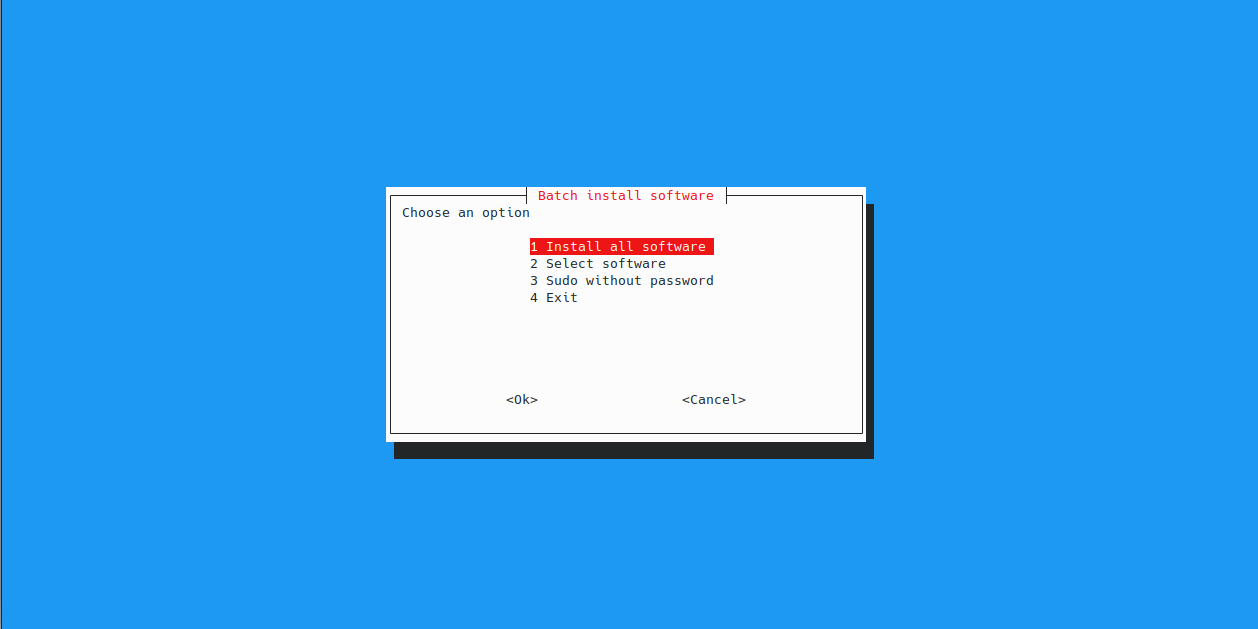 Batch install software
Choose an option
1 Install all software
2 Select software
3 Sudo without password
4 Exit
<Ok> <Cancel>